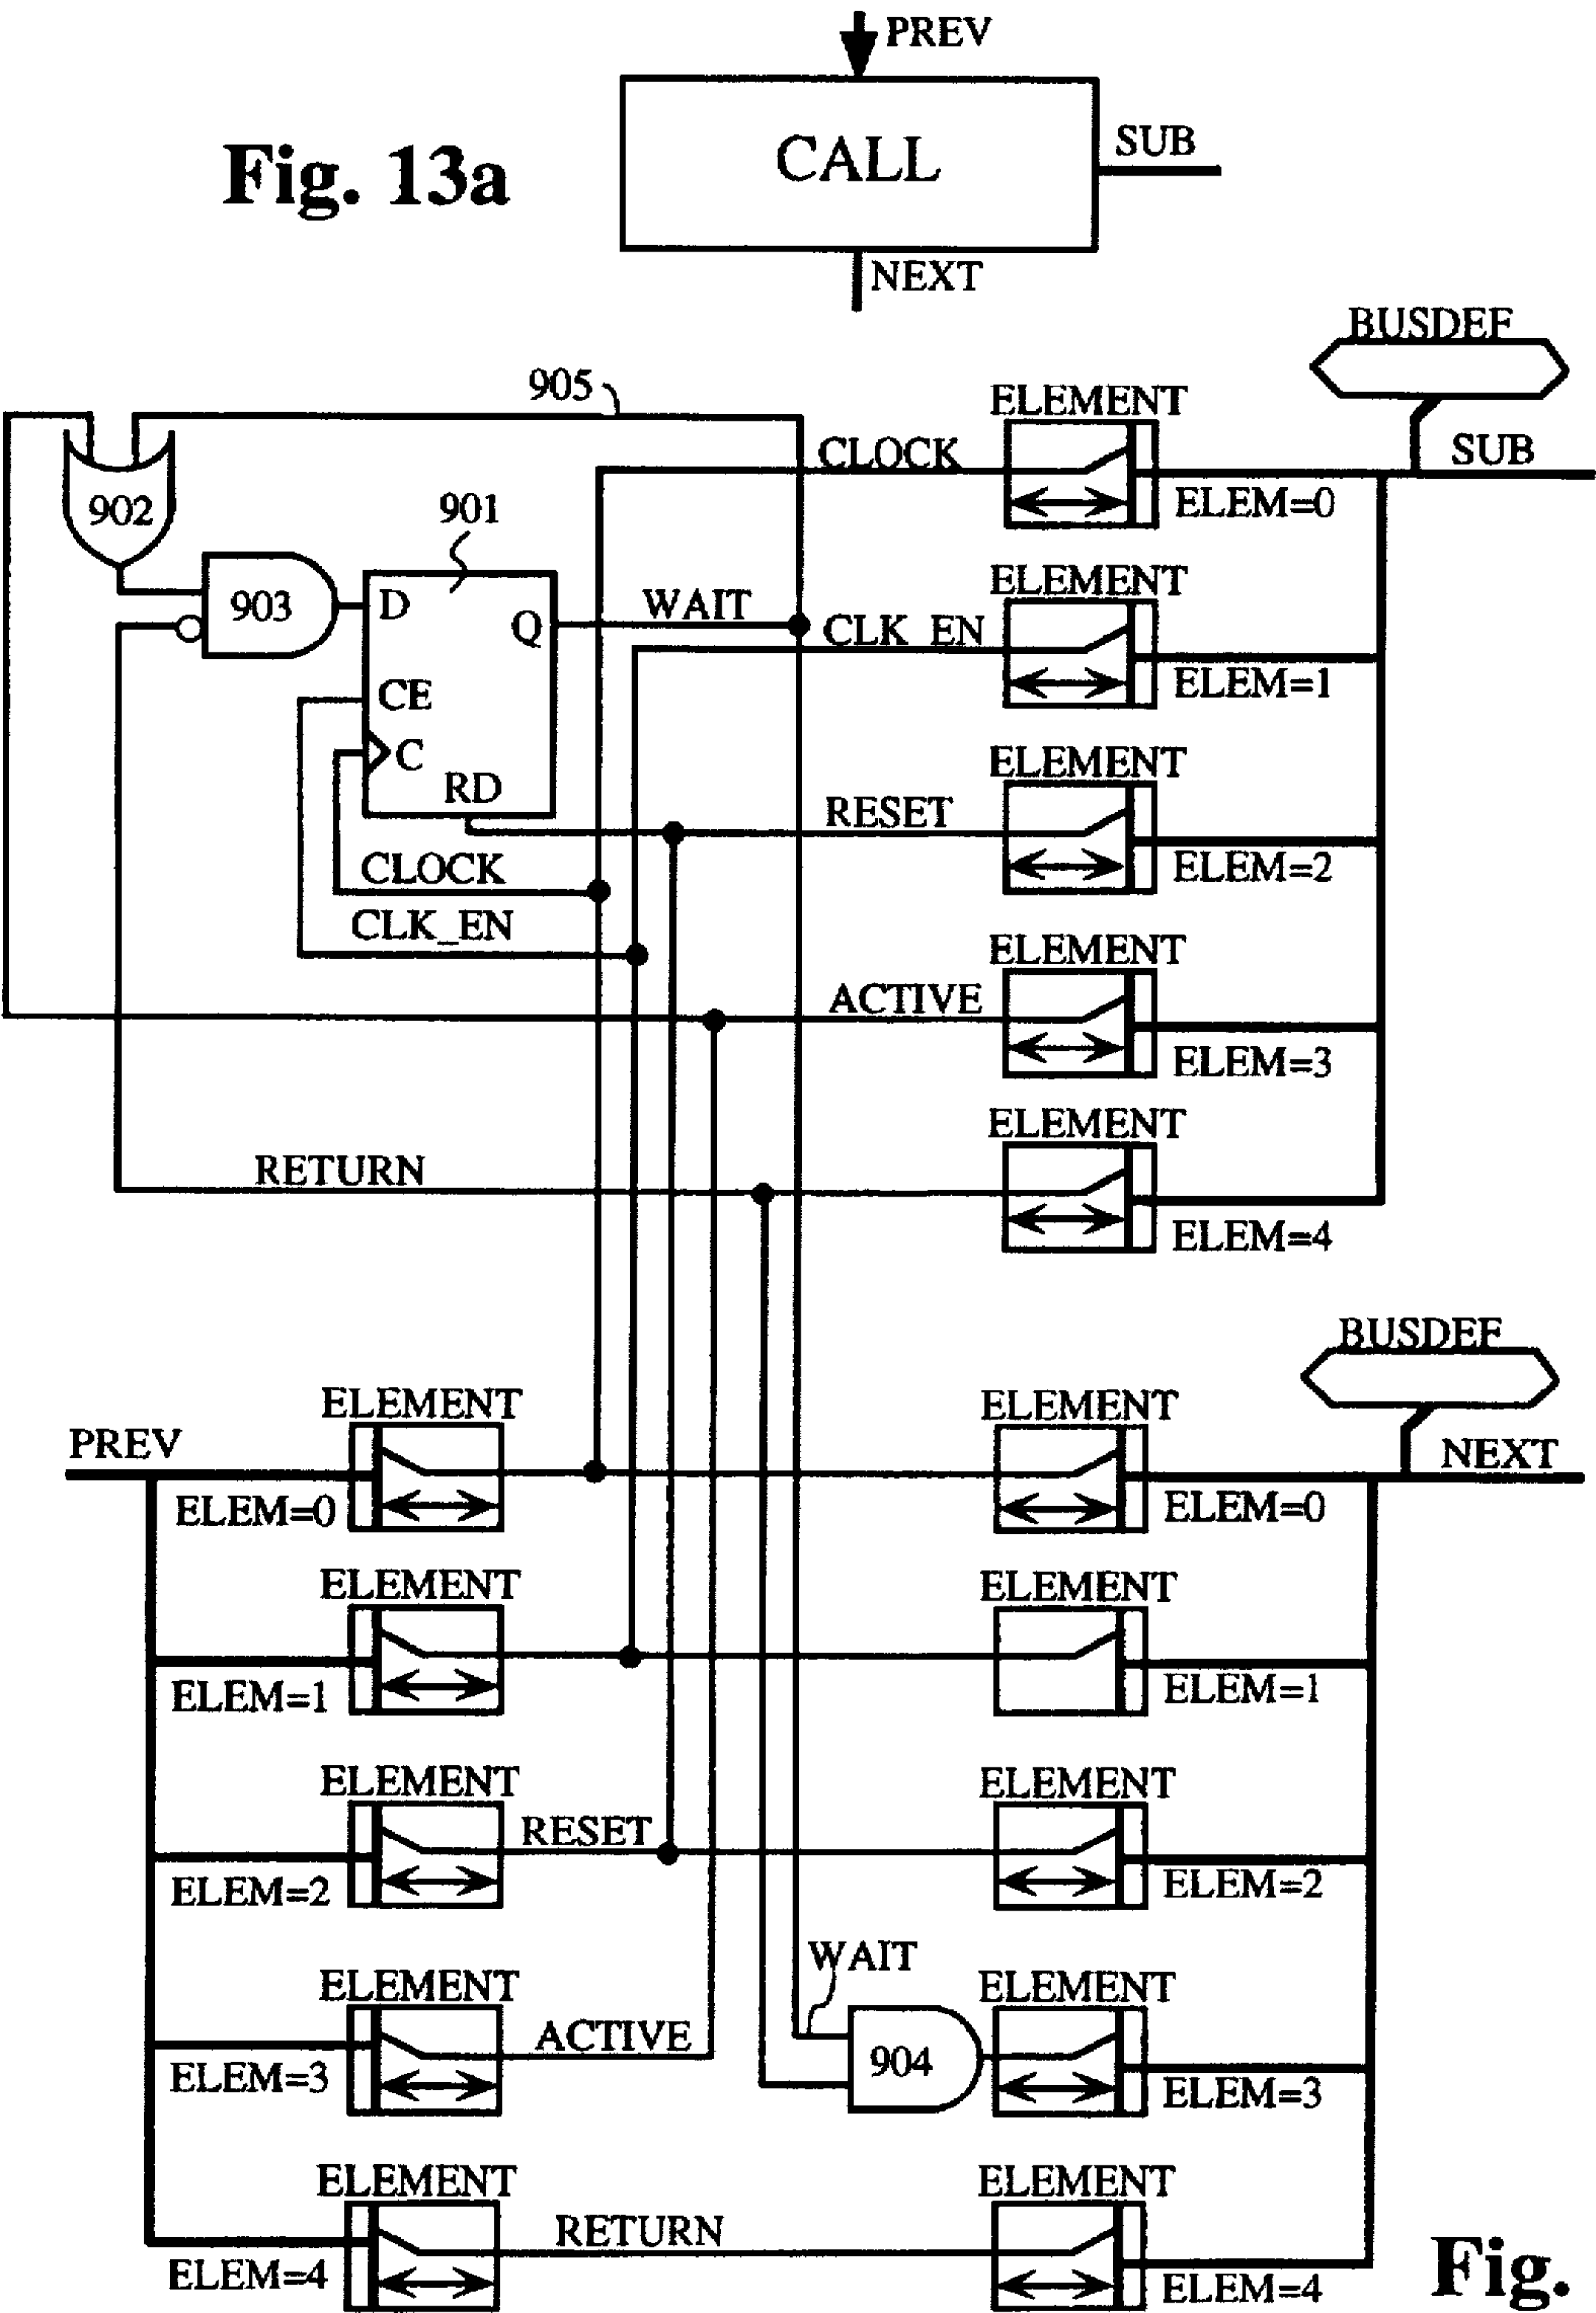 PREV
Fig. 13a
CALL
SUB
NEXT
BUSDEF
905
ELEMENT
CLOCK
SUB
902
901
ELEM=0
ELEMENT
903
D
WAIT
Q
CLK_EN
CE
ELEM=1
C
ELEMENT
RD
RESET
CLOCK
ELEM=2
CLK_EN
ELEMENT
ACTIVE
ELEM=3
ELEMENT
RETURN
ELEM=4
BUSDEF
ELEMENT
ELEMENT
PREV
NEXT
ELEM=0
ELEM=0
ELEMENT
ELEMENT
ELEM=1
ELEM=1
ELEMENT
ELEMENT
RESET
ELEM=2
ELEM=2
WAIT
ELEMENT
ELEMENT
ACTIVE
904
ELEM=3
ELEM=3
ELEMENT
ELEMENT
RETURN
ELEM=4
ELEM=4
Fig.